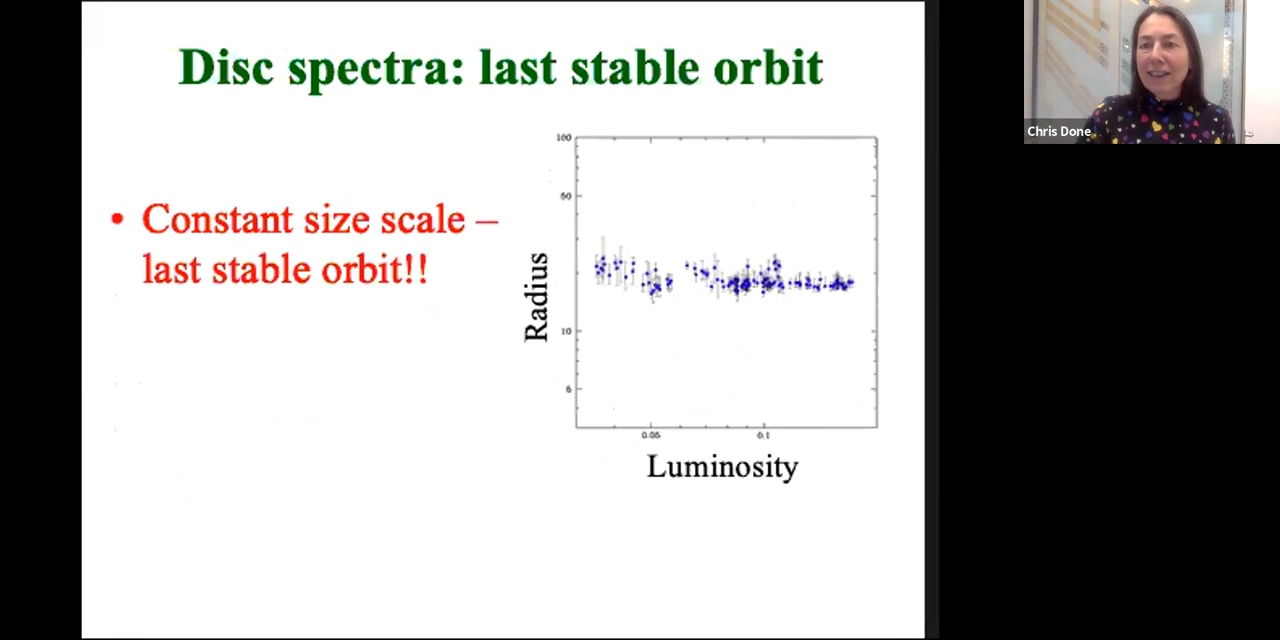 Disc spectra: last stable orbit
Chris Done
• Constant size scale –
last stable orbit!!
100
50
10
5
Radius
0.05
0.1
Luminosity